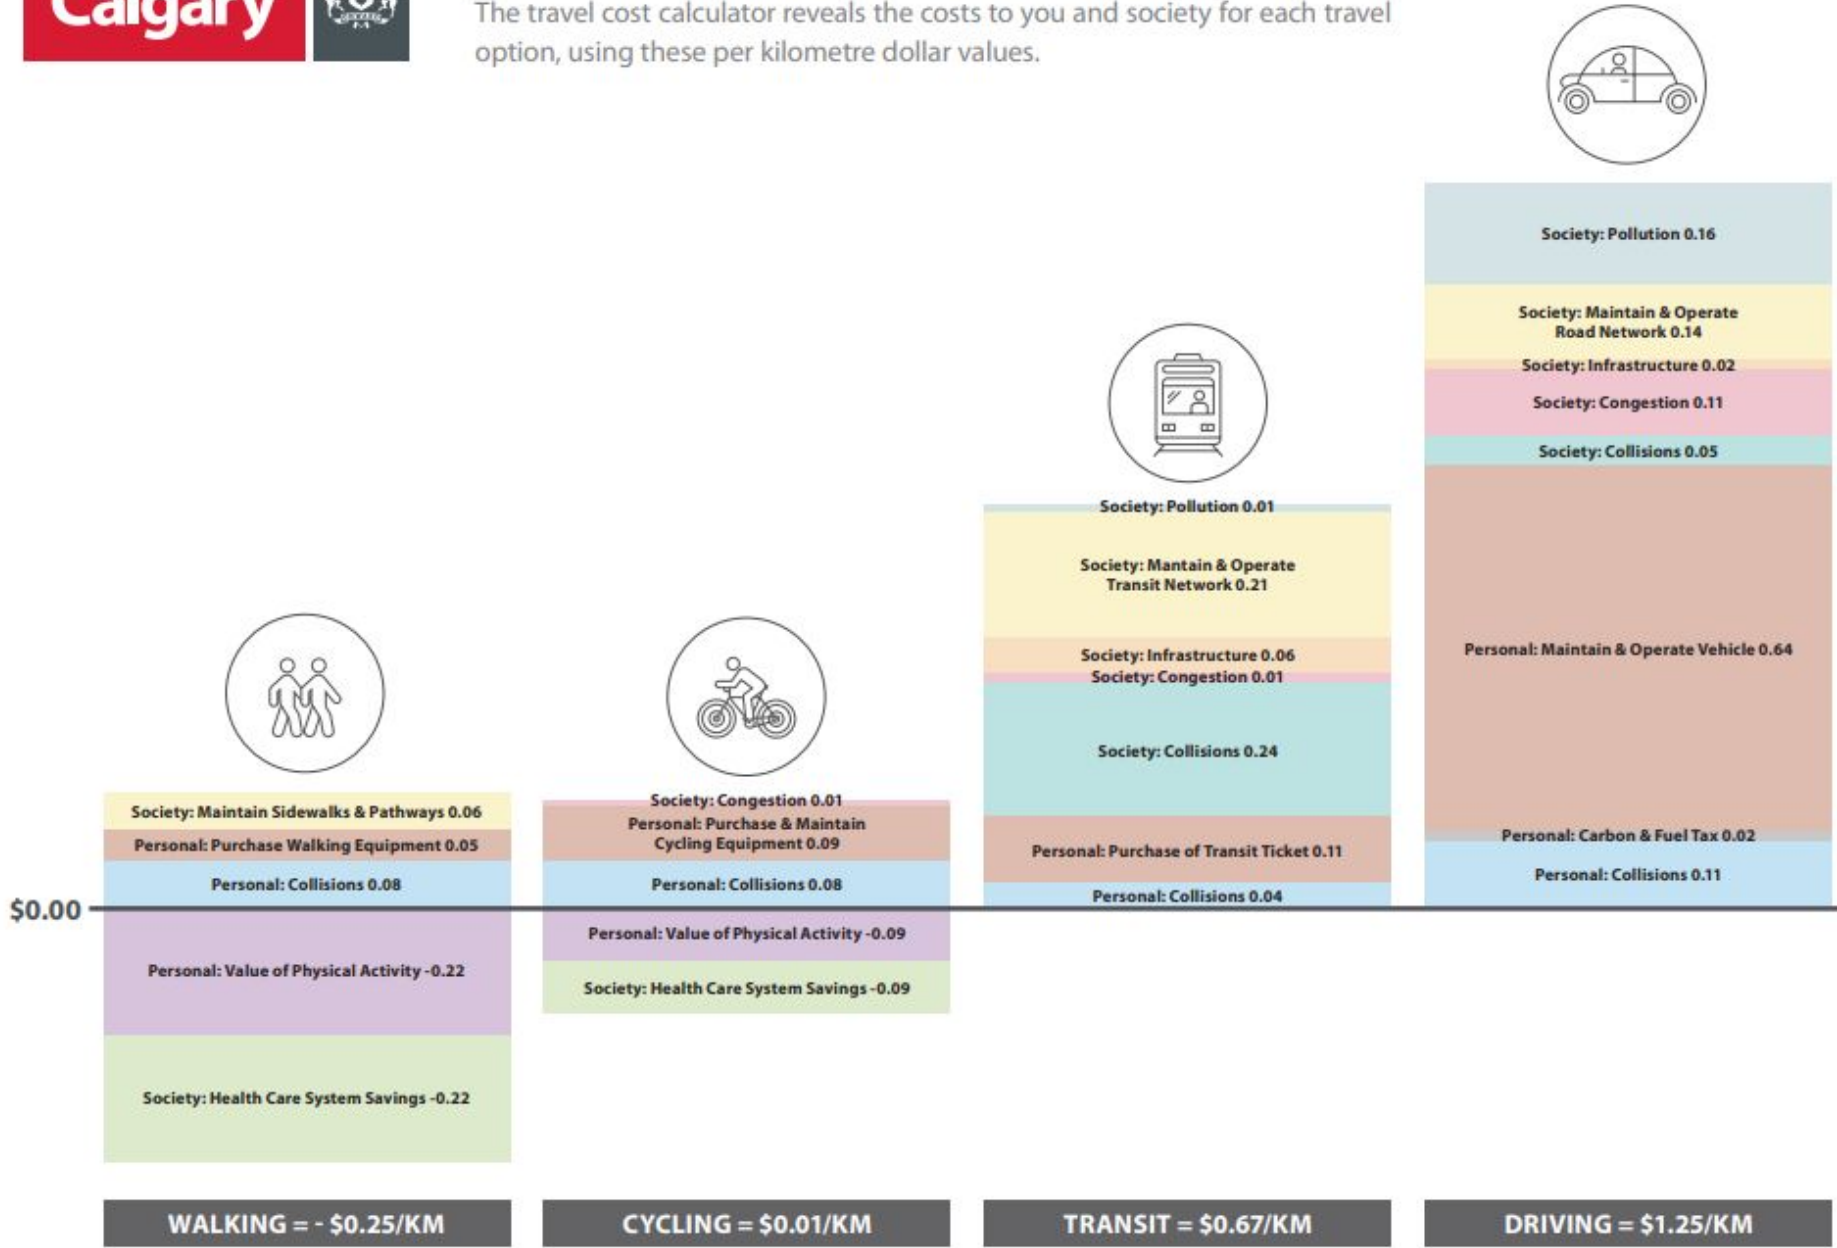 Calgary
The travel cost calculator reveals the costs to you and society for each travel
option, using these per kilometre dollar values.
Society: Maintain Sidewalks & Pathways 0.06
Personal: Purchase Walking Equipment 0.05
Personal: Collisions 0.08
$0.00
Personal: Value of Physical Activity -0.22
Society: Health Care System Savings -0.22
WALKING = - $0.25/KM
Society: Congestion 0.01
Personal: Purchase & Maintain
Cycling Equipment 0.09
Personal: Collisions 0.08
Personal: Value of Physical Activity -0.09
Society: Health Care System Savings -0.09
CYCLING = $0.01/KM
Society: Pollution 0.01
Society: Mantain & Operate
Transit Network 0.21
Society: Infrastructure 0.06
Society: Congestion 0.01
Society: Collisions 0.24
Personal: Purchase of Transit Ticket 0.11
Personal: Collisions 0.04
TRANSIT = $0.67/KM
Society: Pollution 0.16
Society: Maintain & Operate
Road Network 0.14
Society: Infrastructure 0.02
Society: Congestion 0.11
Society: Collisions 0.05
Personal: Maintain & Operate Vehicle 0.64
Personal: Carbon & Fuel Tax 0.02
Personal: Collisions 0.11
DRIVING = $1.25/KM